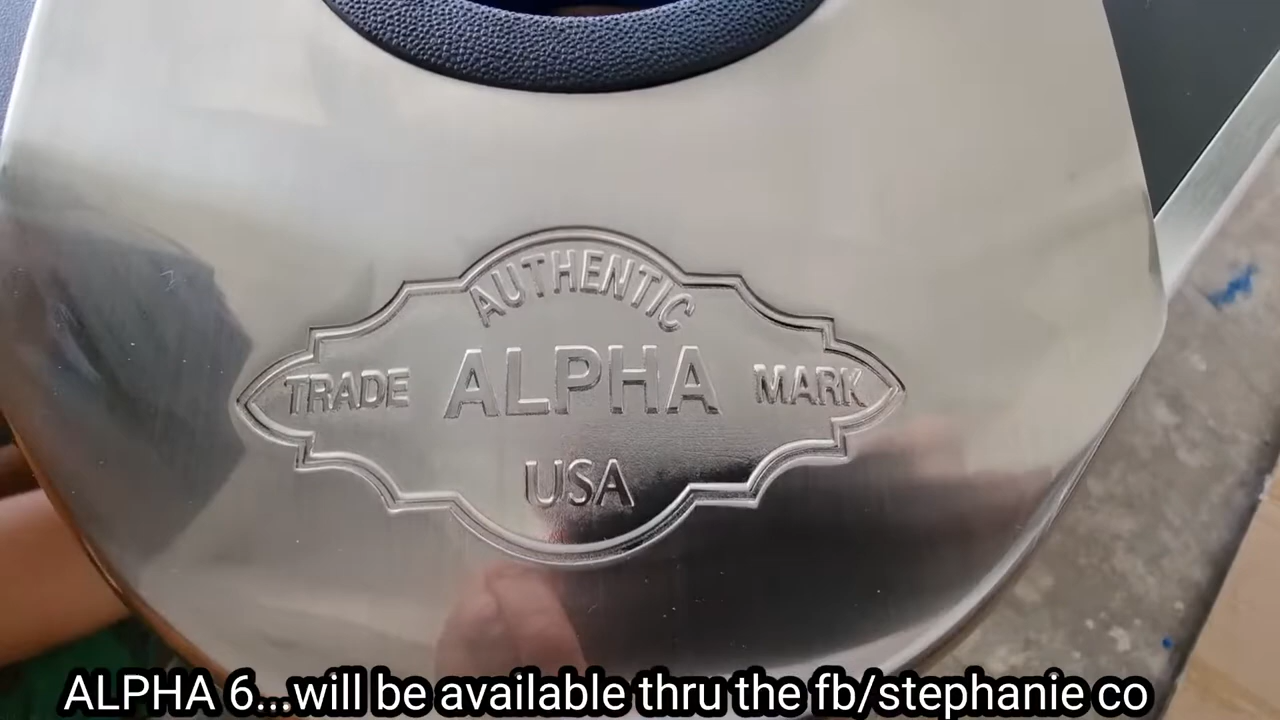 AUTHENTIC
TRADE ALPHA MARK
USA
ALPHA 6...will be available thru the fb/stephanie co